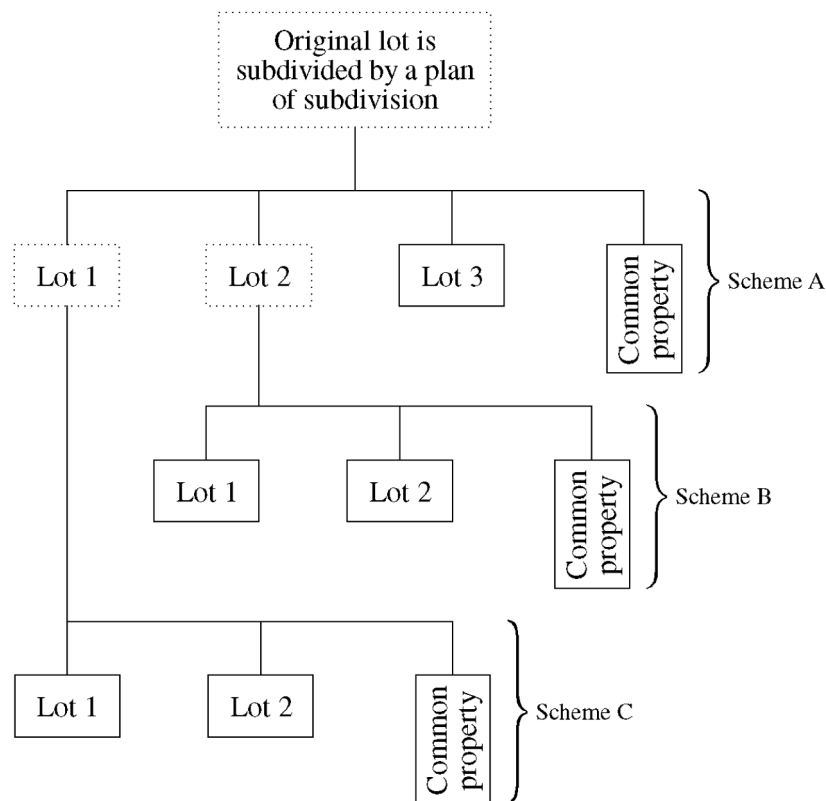 Original lot is
subdivided by a plan
of subdivision
Lot 1
Lot 2
Lot 3
Common
property
Scheme A
Lot 1
Lot 2
Common
property
Scheme B
Lot 1
Lot 2
Common
property
Scheme C